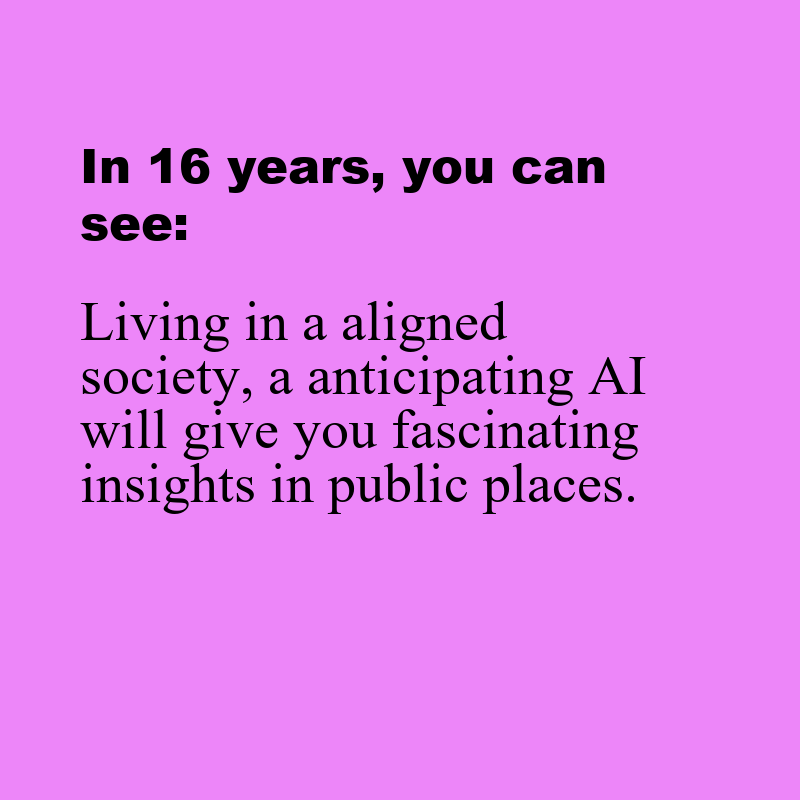 In 16 years, you can
see:
Living in a aligned
society, a anticipating AI
will give you fascinating
insights in public places.